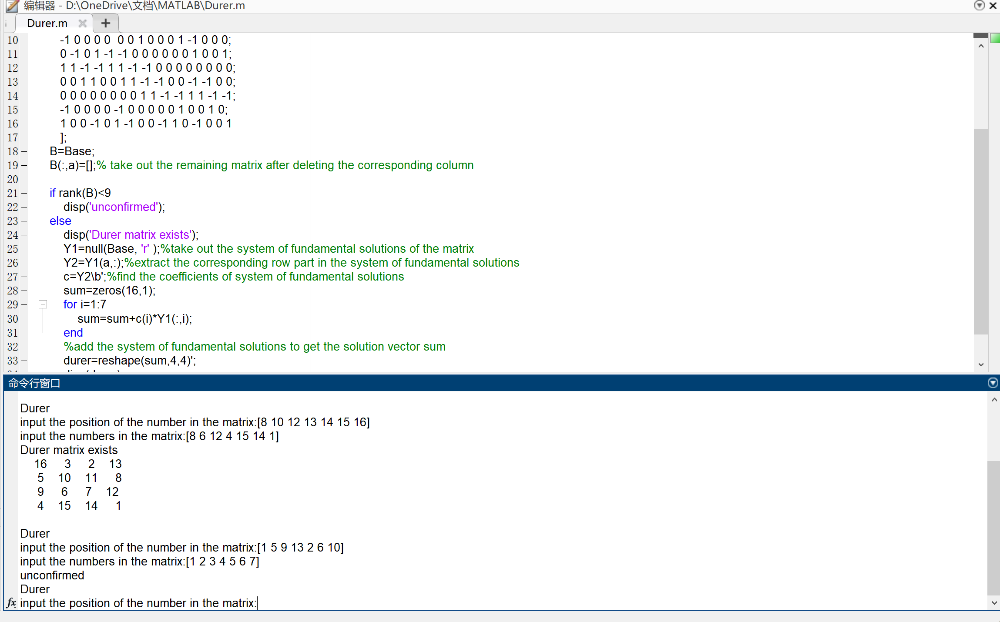 编辑器 - D:\OneDrive\文档\MATLAB\Durer.m
Durer.m
10 -1 0 0 0 0  0 0 1 0 0 0 1 -1 0 0 0;
11 0 -1 0 1 -1 -1 0 0 0 0 0 0 1 0 0 1;
12 1 1 -1 -1 1 1 -1 -1 0 0 0 0 0 0 0 0;
13 0 0 1 1 0 0 1 1 -1 -1 0 0 -1 -1 0 0;
14 0 0 0 0 0 0 0 0 1 1 -1 -1 1 1 -1 -1;
15 -1 0 0 0 0 -1 0 0 0 0 0 1 0 0 1 0;
16 1 0 0 -1 0 1 -1 0 0 -1 1 0 -1 0 0 1
17 ];
18 B=Base;
19 B(:,a)=[];% take out the remaining matrix after deleting the corresponding column
20
21 if rank(B)<9
22 disp('unconfirmed');
23 else
24 disp('Durer matrix exists');
25 Y1=null(Base, 'r' );%take out the system of fundamental solutions of the matrix
26 Y2=Y1(a,:);%extract the corresponding row part in the system of fundamental solutions
27 c=Y2\b';%find the coefficients of system of fundamental solutions
28 sum=zeros(16,1);
29 for i=1:7
30 sum=sum+c(i)*Y1(:,i);
31 end
32 %add the system of fundamental solutions to get the solution vector sum
33 durer=reshape(sum,4,4)';
命令行窗口
Durer
input the position of the number in the matrix:[8 10 12 13 14 15 16]
input the numbers in the matrix:[8 6 12 4 15 14 1]
Durer matrix exists
16 3 2 13
5 10 11 8
9 6 7 12
4 15 14 1
Durer
input the position of the number in the matrix:[1 5 9 13 2 6 10]
input the numbers in the matrix:[1 2 3 4 5 6 7]
unconfirmed
Durer
fx input the position of the number in the matrix: